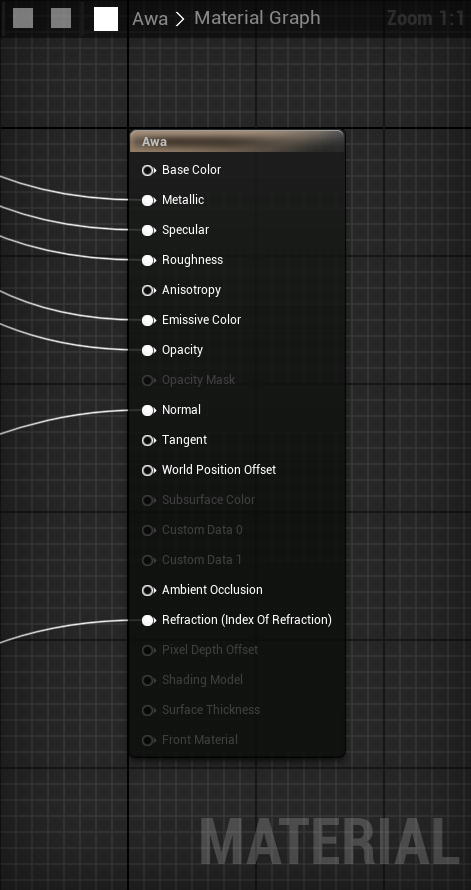 Awa > Material Graph
Zoom 1:1
Awa
Base Color
Metallic
Specular
Roughness
Anisotropy
Emissive Color
Opacity
Opacity Mask
Normal
Tangent
World Position Offset
Subsurface Color
Custom Data 0
Custom Data 1
Ambient Occlusion
Refraction (Index Of Refraction)
Pixel Depth Offset
Shading Model
Surface Thickness
Front Material
MATERIAL